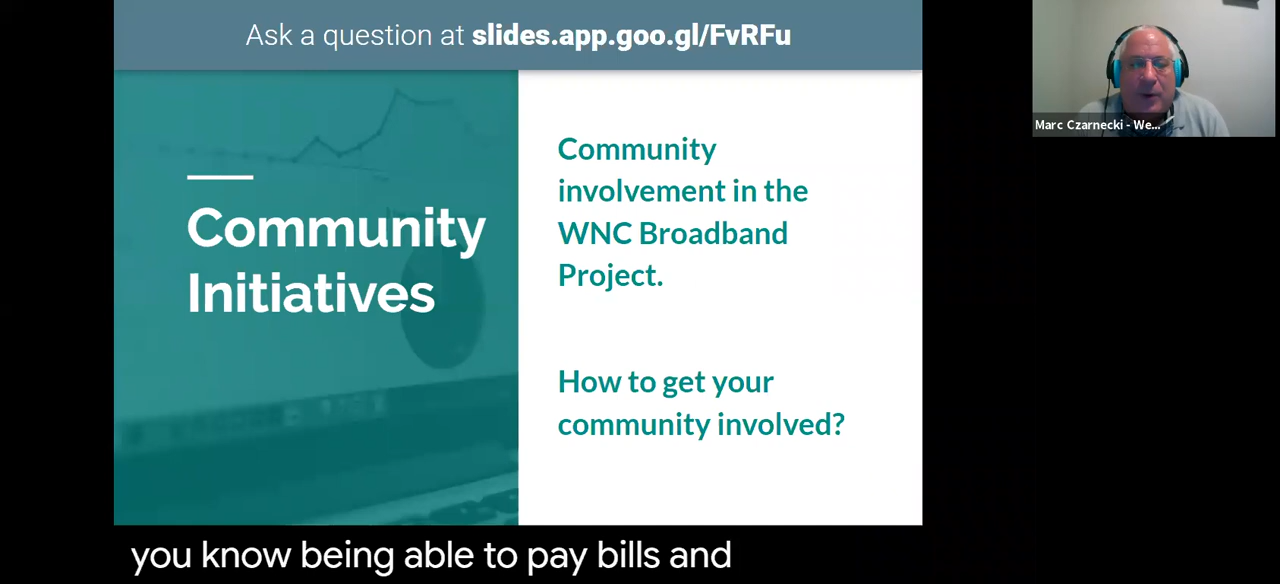 Ask a question at slides.app.goo.gl/FvRFu
Marc Czarnecki - We...
Community
Initiatives
Community
involvement in the
WNC Broadband
Project.
How to get your
community involved?
you know being able to pay bills and